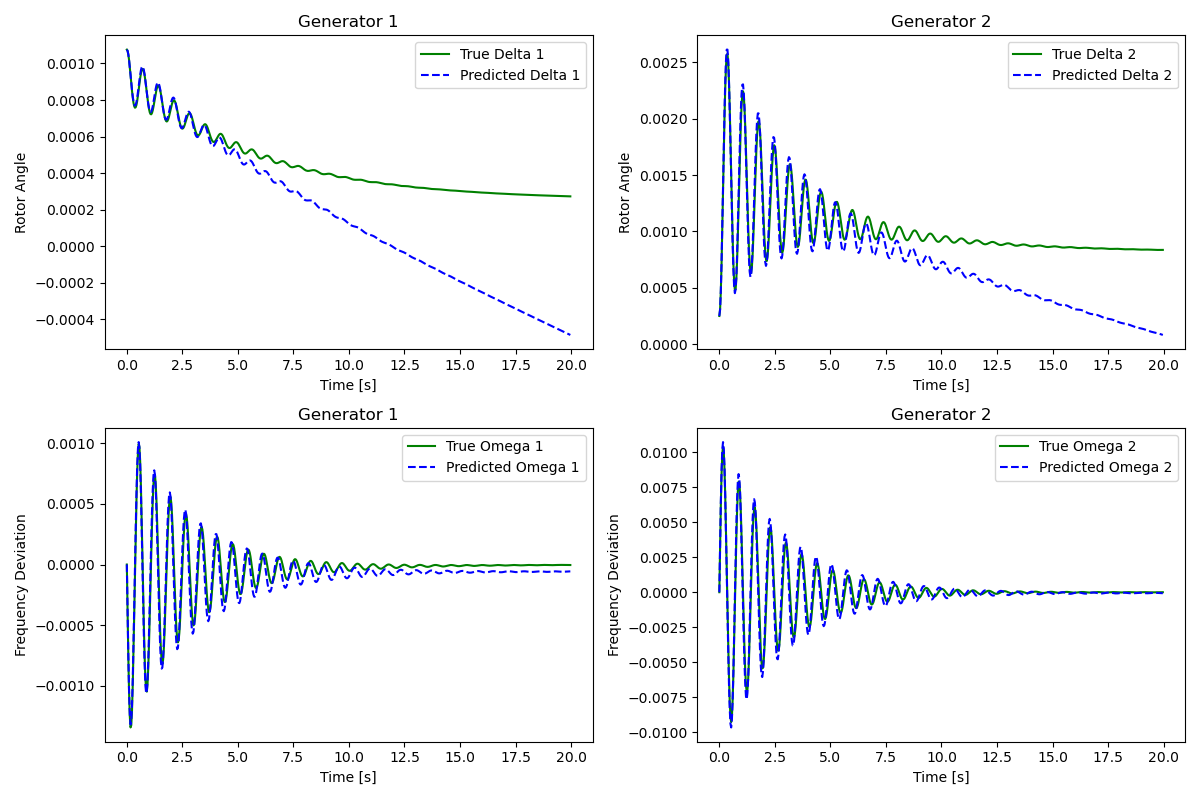 Generator 1
True Delta 1
Predicted Delta 1
Rotor Angle
0.0010
0.0008
0.0006
0.0004
0.0002
0.0000
−0.0002
−0.0004
0.0 2.5 5.0 7.5 10.0 12.5 15.0 17.5 20.0
Time [s]
Generator 2
True Delta 2
Predicted Delta 2
Rotor Angle
0.0025
0.0020
0.0015
0.0010
0.0005
0.0000
0.0 2.5 5.0 7.5 10.0 12.5 15.0 17.5 20.0
Time [s]
Generator 1
True Omega 1
Predicted Omega 1
Frequency Deviation
0.0010
0.0005
0.0000
−0.0005
−0.0010
0.0 2.5 5.0 7.5 10.0 12.5 15.0 17.5 20.0
Time [s]
Generator 2
True Omega 2
Predicted Omega 2
Frequency Deviation
0.0100
0.0075
0.0050
0.0025
0.0000
−0.0025
−0.0050
−0.0075
−0.0100
0.0 2.5 5.0 7.5 10.0 12.5 15.0 17.5 20.0
Time [s]